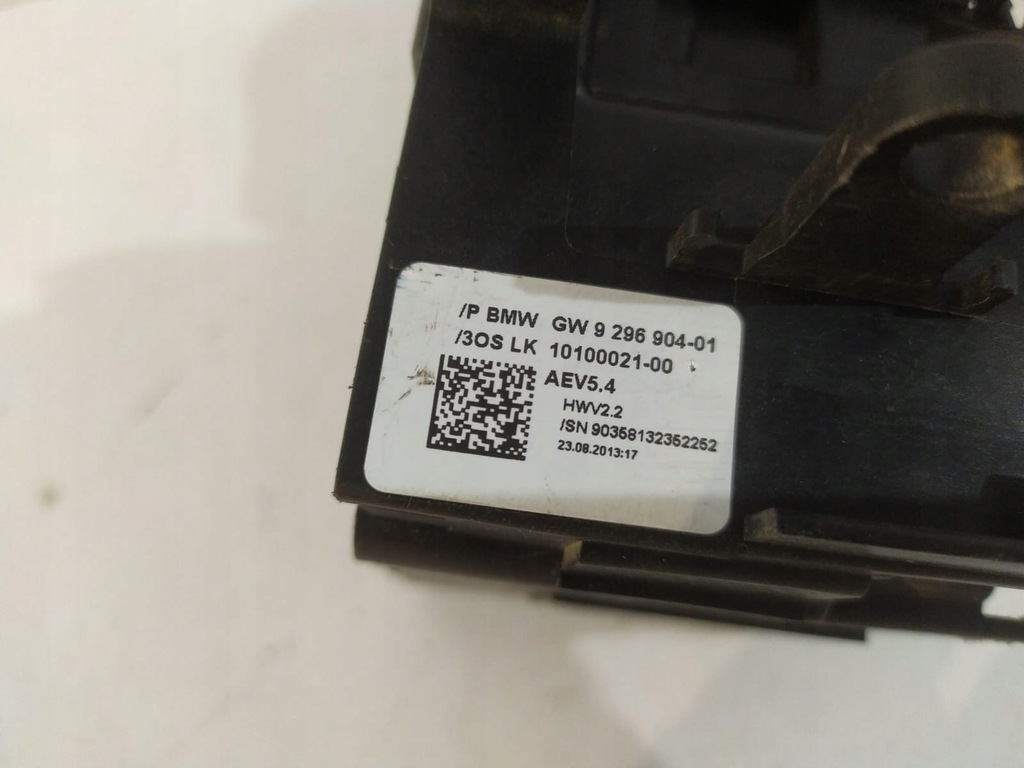 /P BMW GW 9 296 904-01
/3OS LK 10100021-00
AEV5.4
HWV2.2
/SN 90358132352252
23.08.2013:17